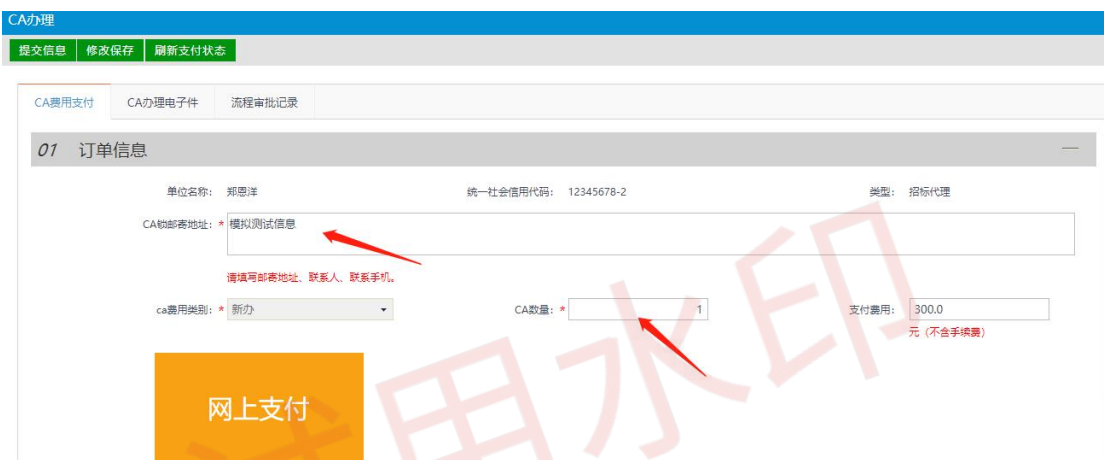 CA办理
提交信息 修改保存 刷新支付状态
CA费用支付 CA办理电子件 流程审批记录
01 订单信息
单位名称: 郑恩洋 统一社会信用代码: 12345678-2 类型: 招标代理
CA锁邮寄地址: * 模拟测试信息
请填写邮寄地址、联系人、联系手机。
ca费用类别: * 新办 CA数量: * 1 支付费用: 300.0
元（不含手续费）
网上支付
试用水印